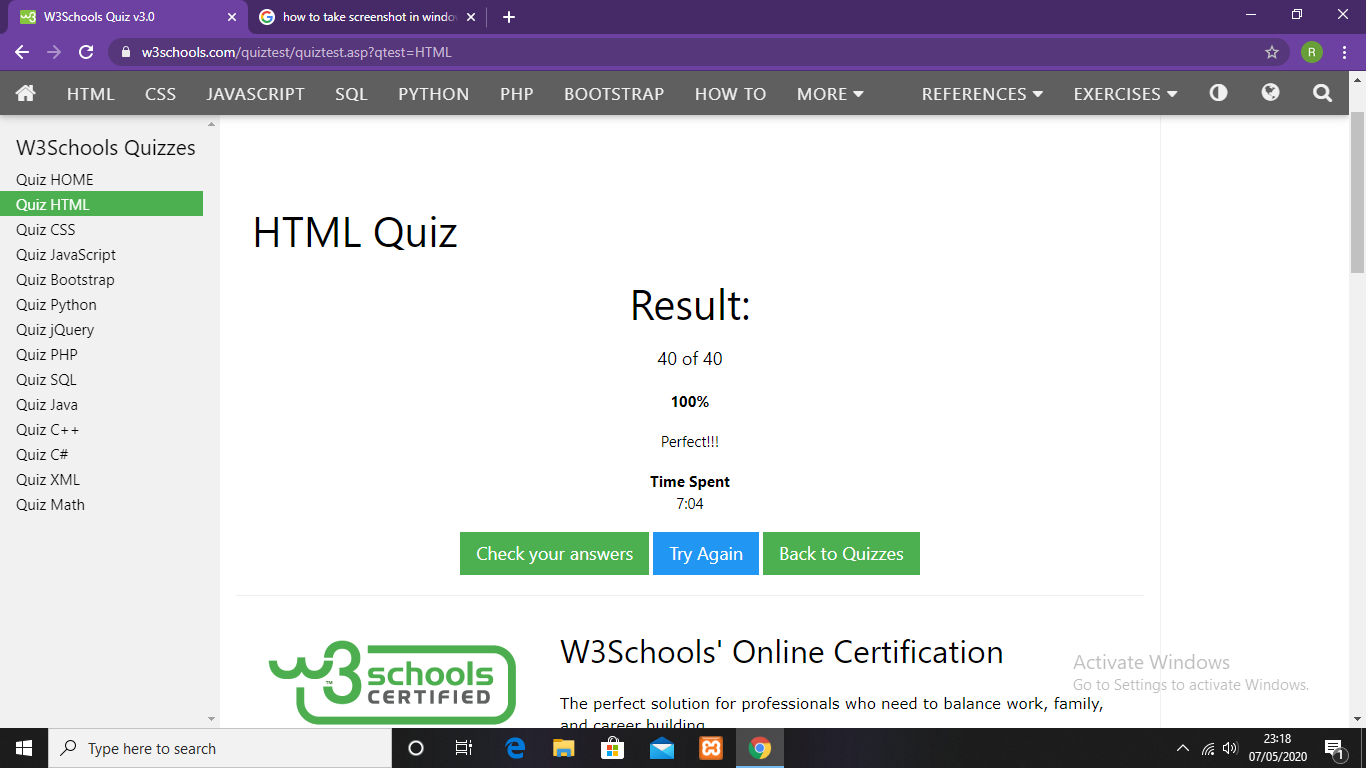 W3Schools Quiz v3.0
how to take screenshot in windo
w3schools.com/quiztest/quiztest.asp?qtest=HTML
R
HTML CSS JAVASCRIPT SQL PYTHON PHP BOOTSTRAP HOW TO MORE REFERENCES EXERCISES
W3Schools Quizzes
Quiz HOME
Quiz HTML
Quiz CSS
Quiz JavaScript
Quiz Bootstrap
Quiz Python
Quiz jQuery
Quiz PHP
Quiz SQL
Quiz Java
Quiz C++
Quiz C#
Quiz XML
Quiz Math
HTML Quiz
Result:
40 of 40
100%
Perfect!!!
Time Spent
7:04
Check your answers Try Again Back to Quizzes
w3schools
CERTIFIED
TM
W3Schools' Online Certification
The perfect solution for professionals who need to balance work, family,
and career building.
Activate Windows
Go to Settings to activate Windows.
Type here to search
23:18
07/05/2020
1